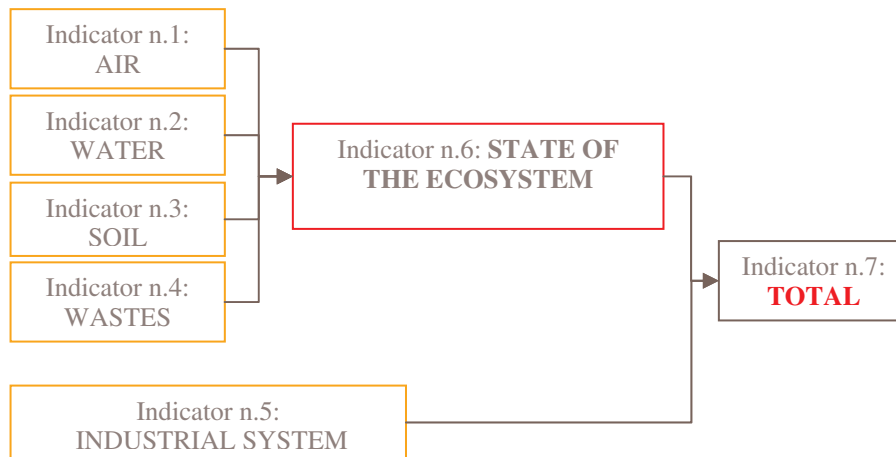 Indicator n.1:
AIR
Indicator n.2:
WATER
Indicator n.3:
SOIL
Indicator n.4:
WASTES
Indicator n.6: STATE OF
THE ECOSYSTEM
Indicator n.7:
TOTAL
Indicator n.5:
INDUSTRIAL SYSTEM